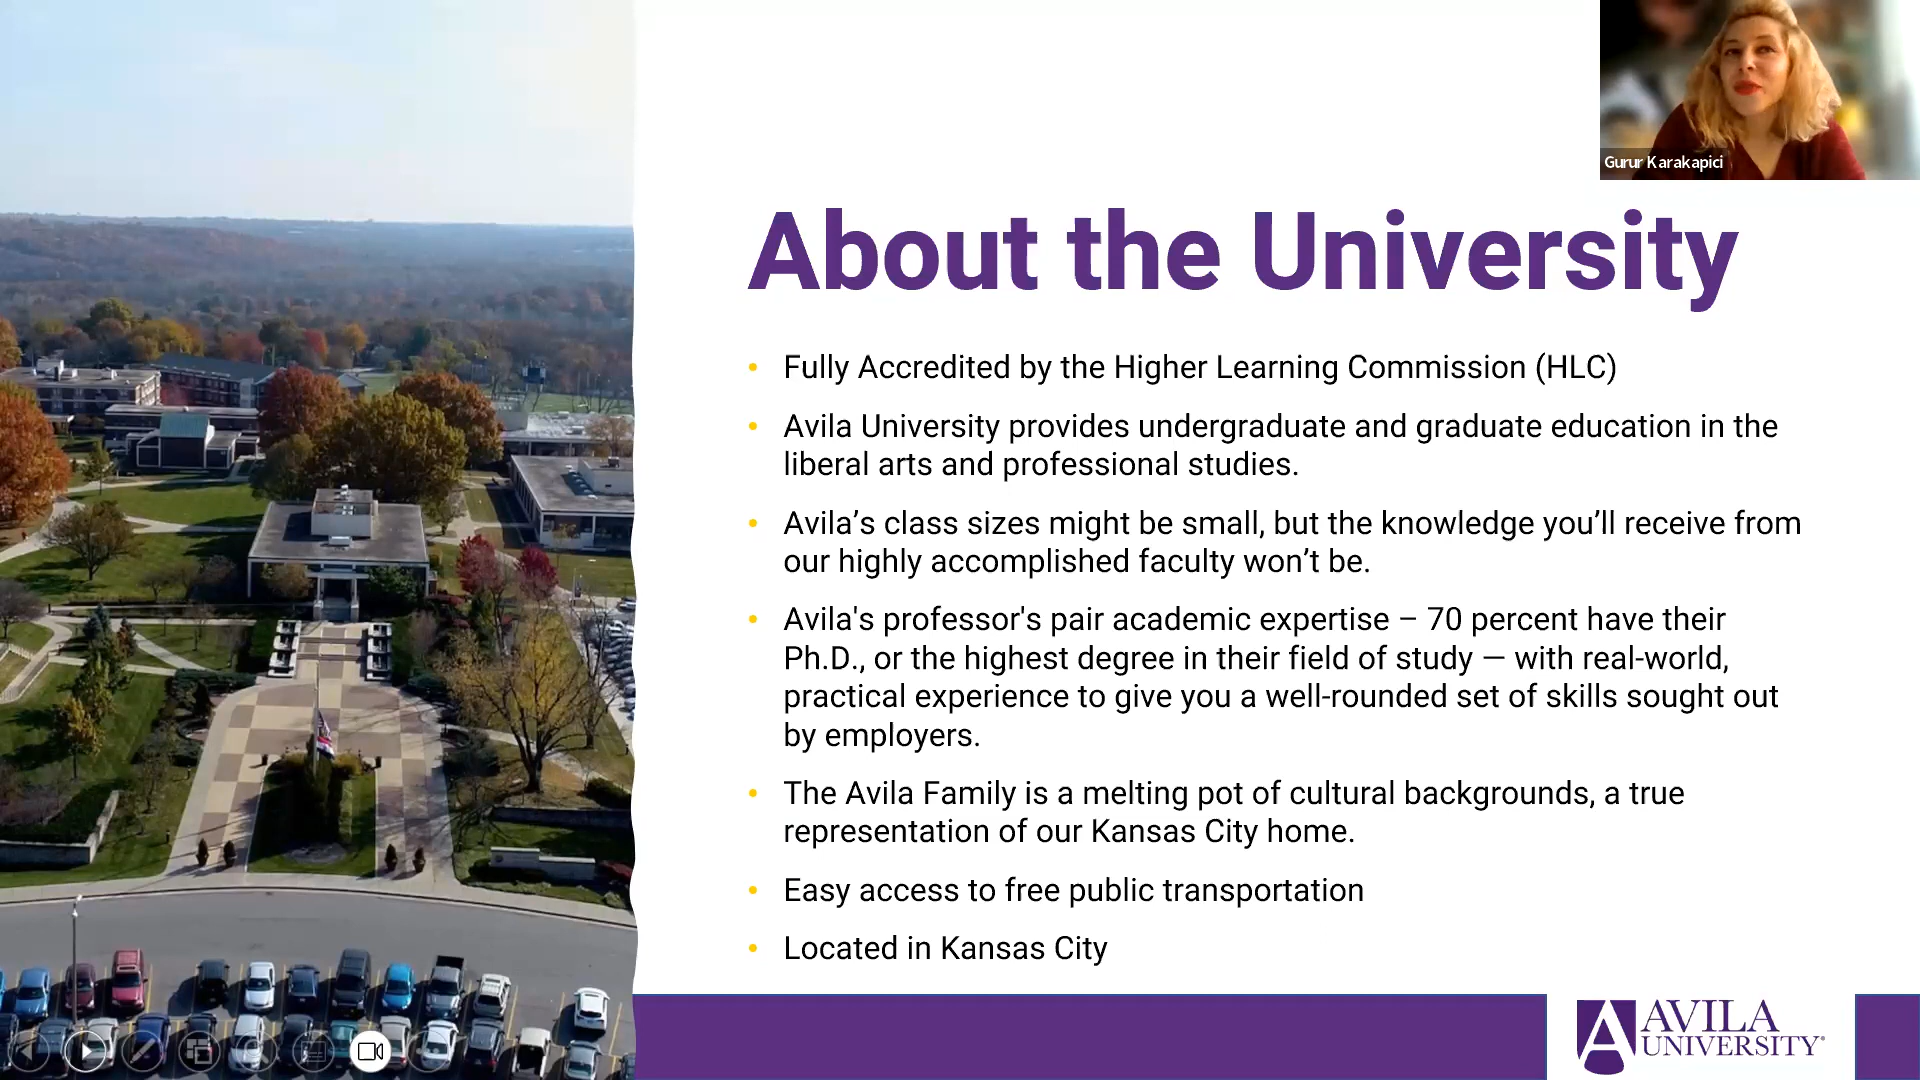 Gurur Karakapici
About the University
• Fully Accredited by the Higher Learning Commission (HLC)
• Avila University provides undergraduate and graduate education in the
liberal arts and professional studies.
• Avila’s class sizes might be small, but the knowledge you’ll receive from
our highly accomplished faculty won’t be.
• Avila's professor's pair academic expertise – 70 percent have their
Ph.D., or the highest degree in their field of study — with real-world,
practical experience to give you a well-rounded set of skills sought out
by employers.
• The Avila Family is a melting pot of cultural backgrounds, a true
representation of our Kansas City home.
• Easy access to free public transportation
• Located in Kansas City
AVILA
UNIVERSITY®